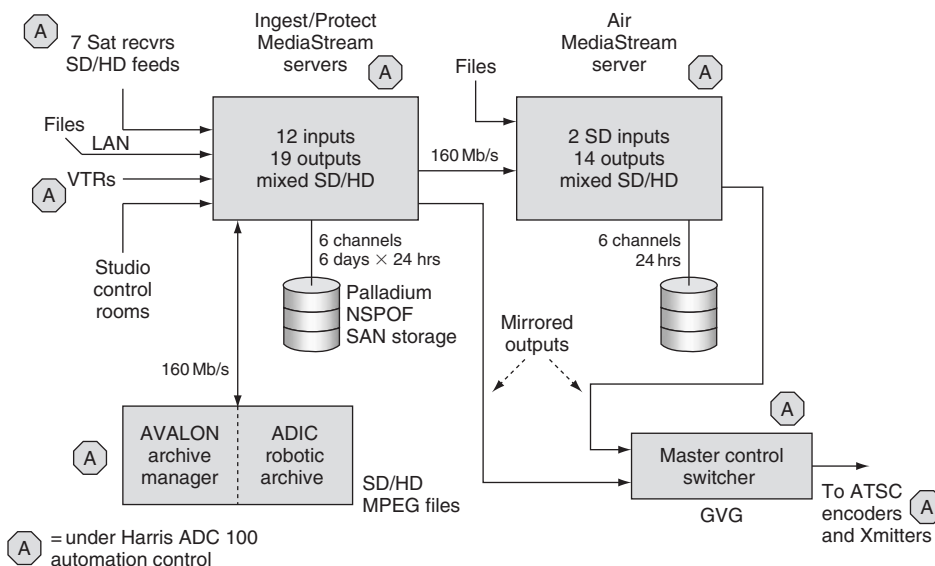 A
7 Sat recvrs
SD/HD feeds
Files
LAN
A
VTRs
Studio
control
rooms
Ingest/Protect
MediaStream
servers
A
12 inputs
19 outputs
mixed SD/HD
160 Mb/s
6 channels
6 days × 24 hrs
Palladium
NSPOF
SAN storage
Air
MediaStream
server
A
Files
2 SD inputs
14 outputs
mixed SD/HD
6 channels
24 hrs
Mirrored
outputs
160 Mb/s
A
AVALON
archive
manager
ADIC
robotic
archive
SD/HD
MPEG files
A
Master control
switcher
GVG
To ATSC
encoders
and Xmitters
A
A = under Harris ADC 100
automation control